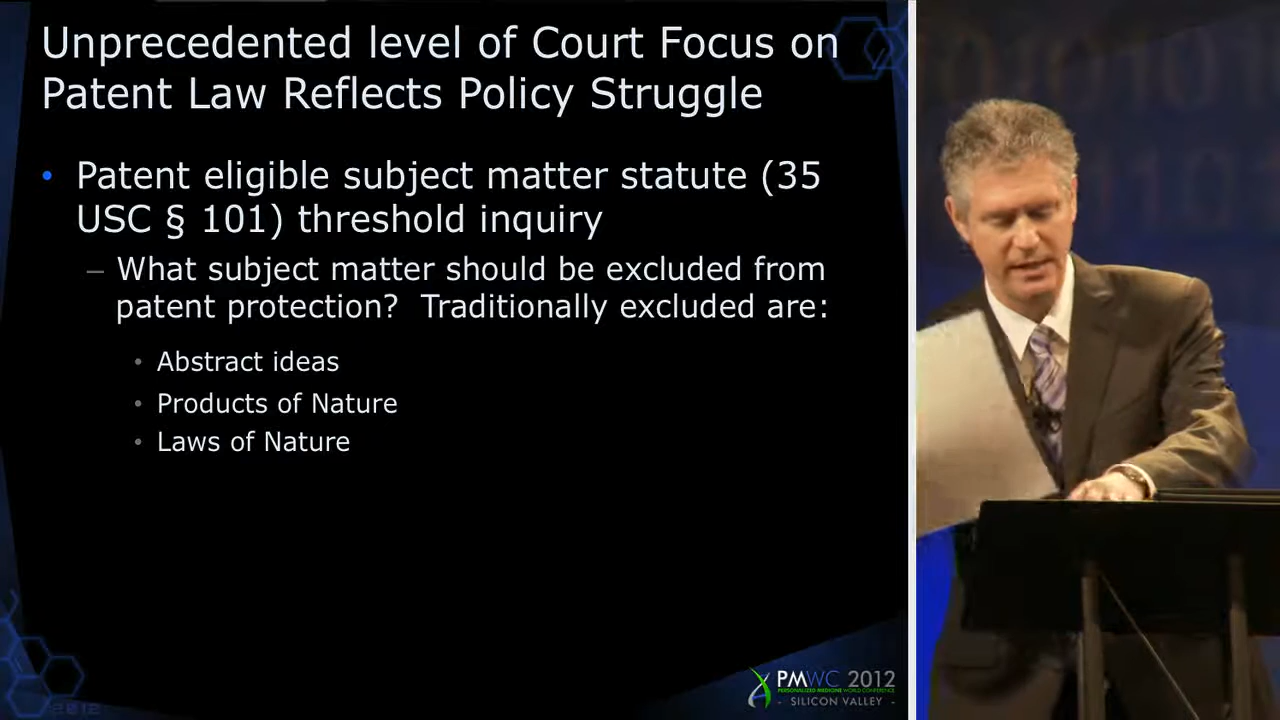 Unprecedented level of Court Focus on
Patent Law Reflects Policy Struggle
• Patent eligible subject matter statute (35
USC § 101) threshold inquiry
– What subject matter should be excluded from
patent protection?  Traditionally excluded are:
• Abstract ideas
• Products of Nature
• Laws of Nature
PMWC 2012
PERSONALIZED MEDICINE WORLD CONFERENCE
- SILICON VALLEY -
2012